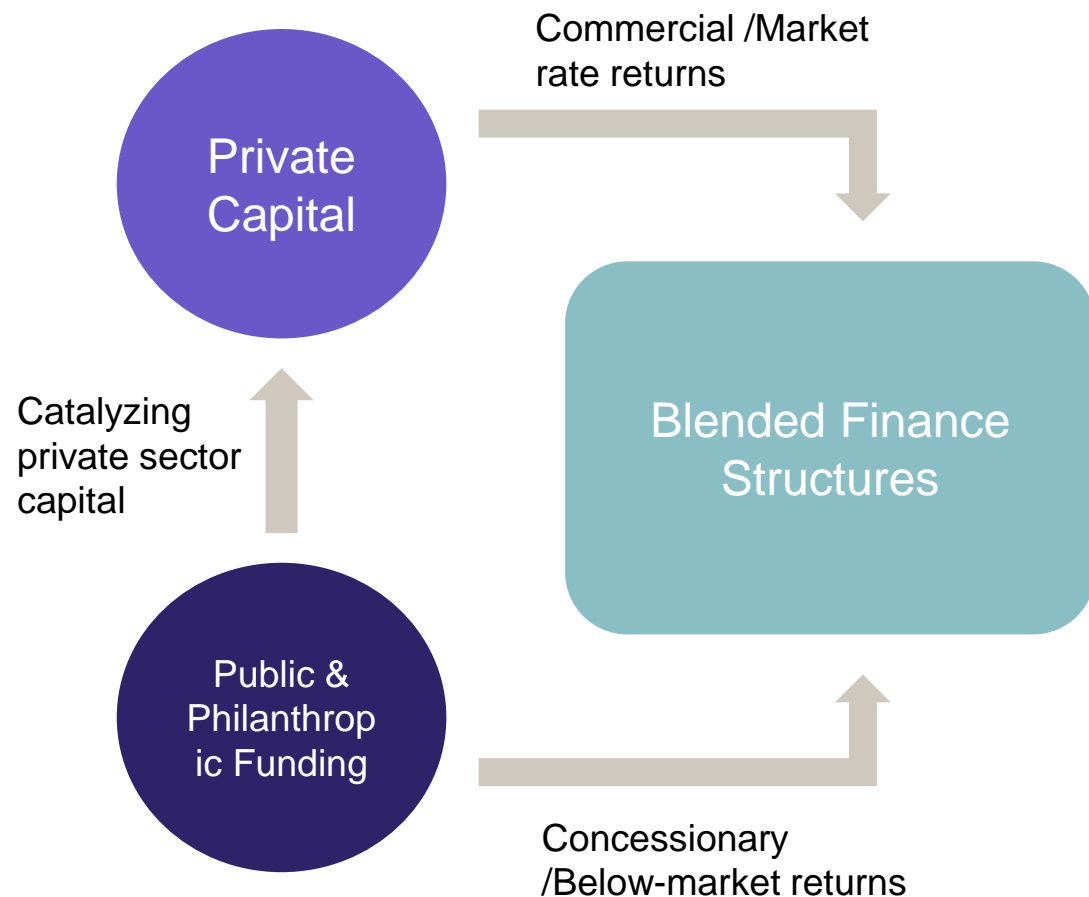 Commercial /Market
rate returns
Private
Capital
Catalyzing
private sector
capital
Blended Finance
Structures
Public &
Philanthrop
ic Funding
Concessionary
/Below-market returns